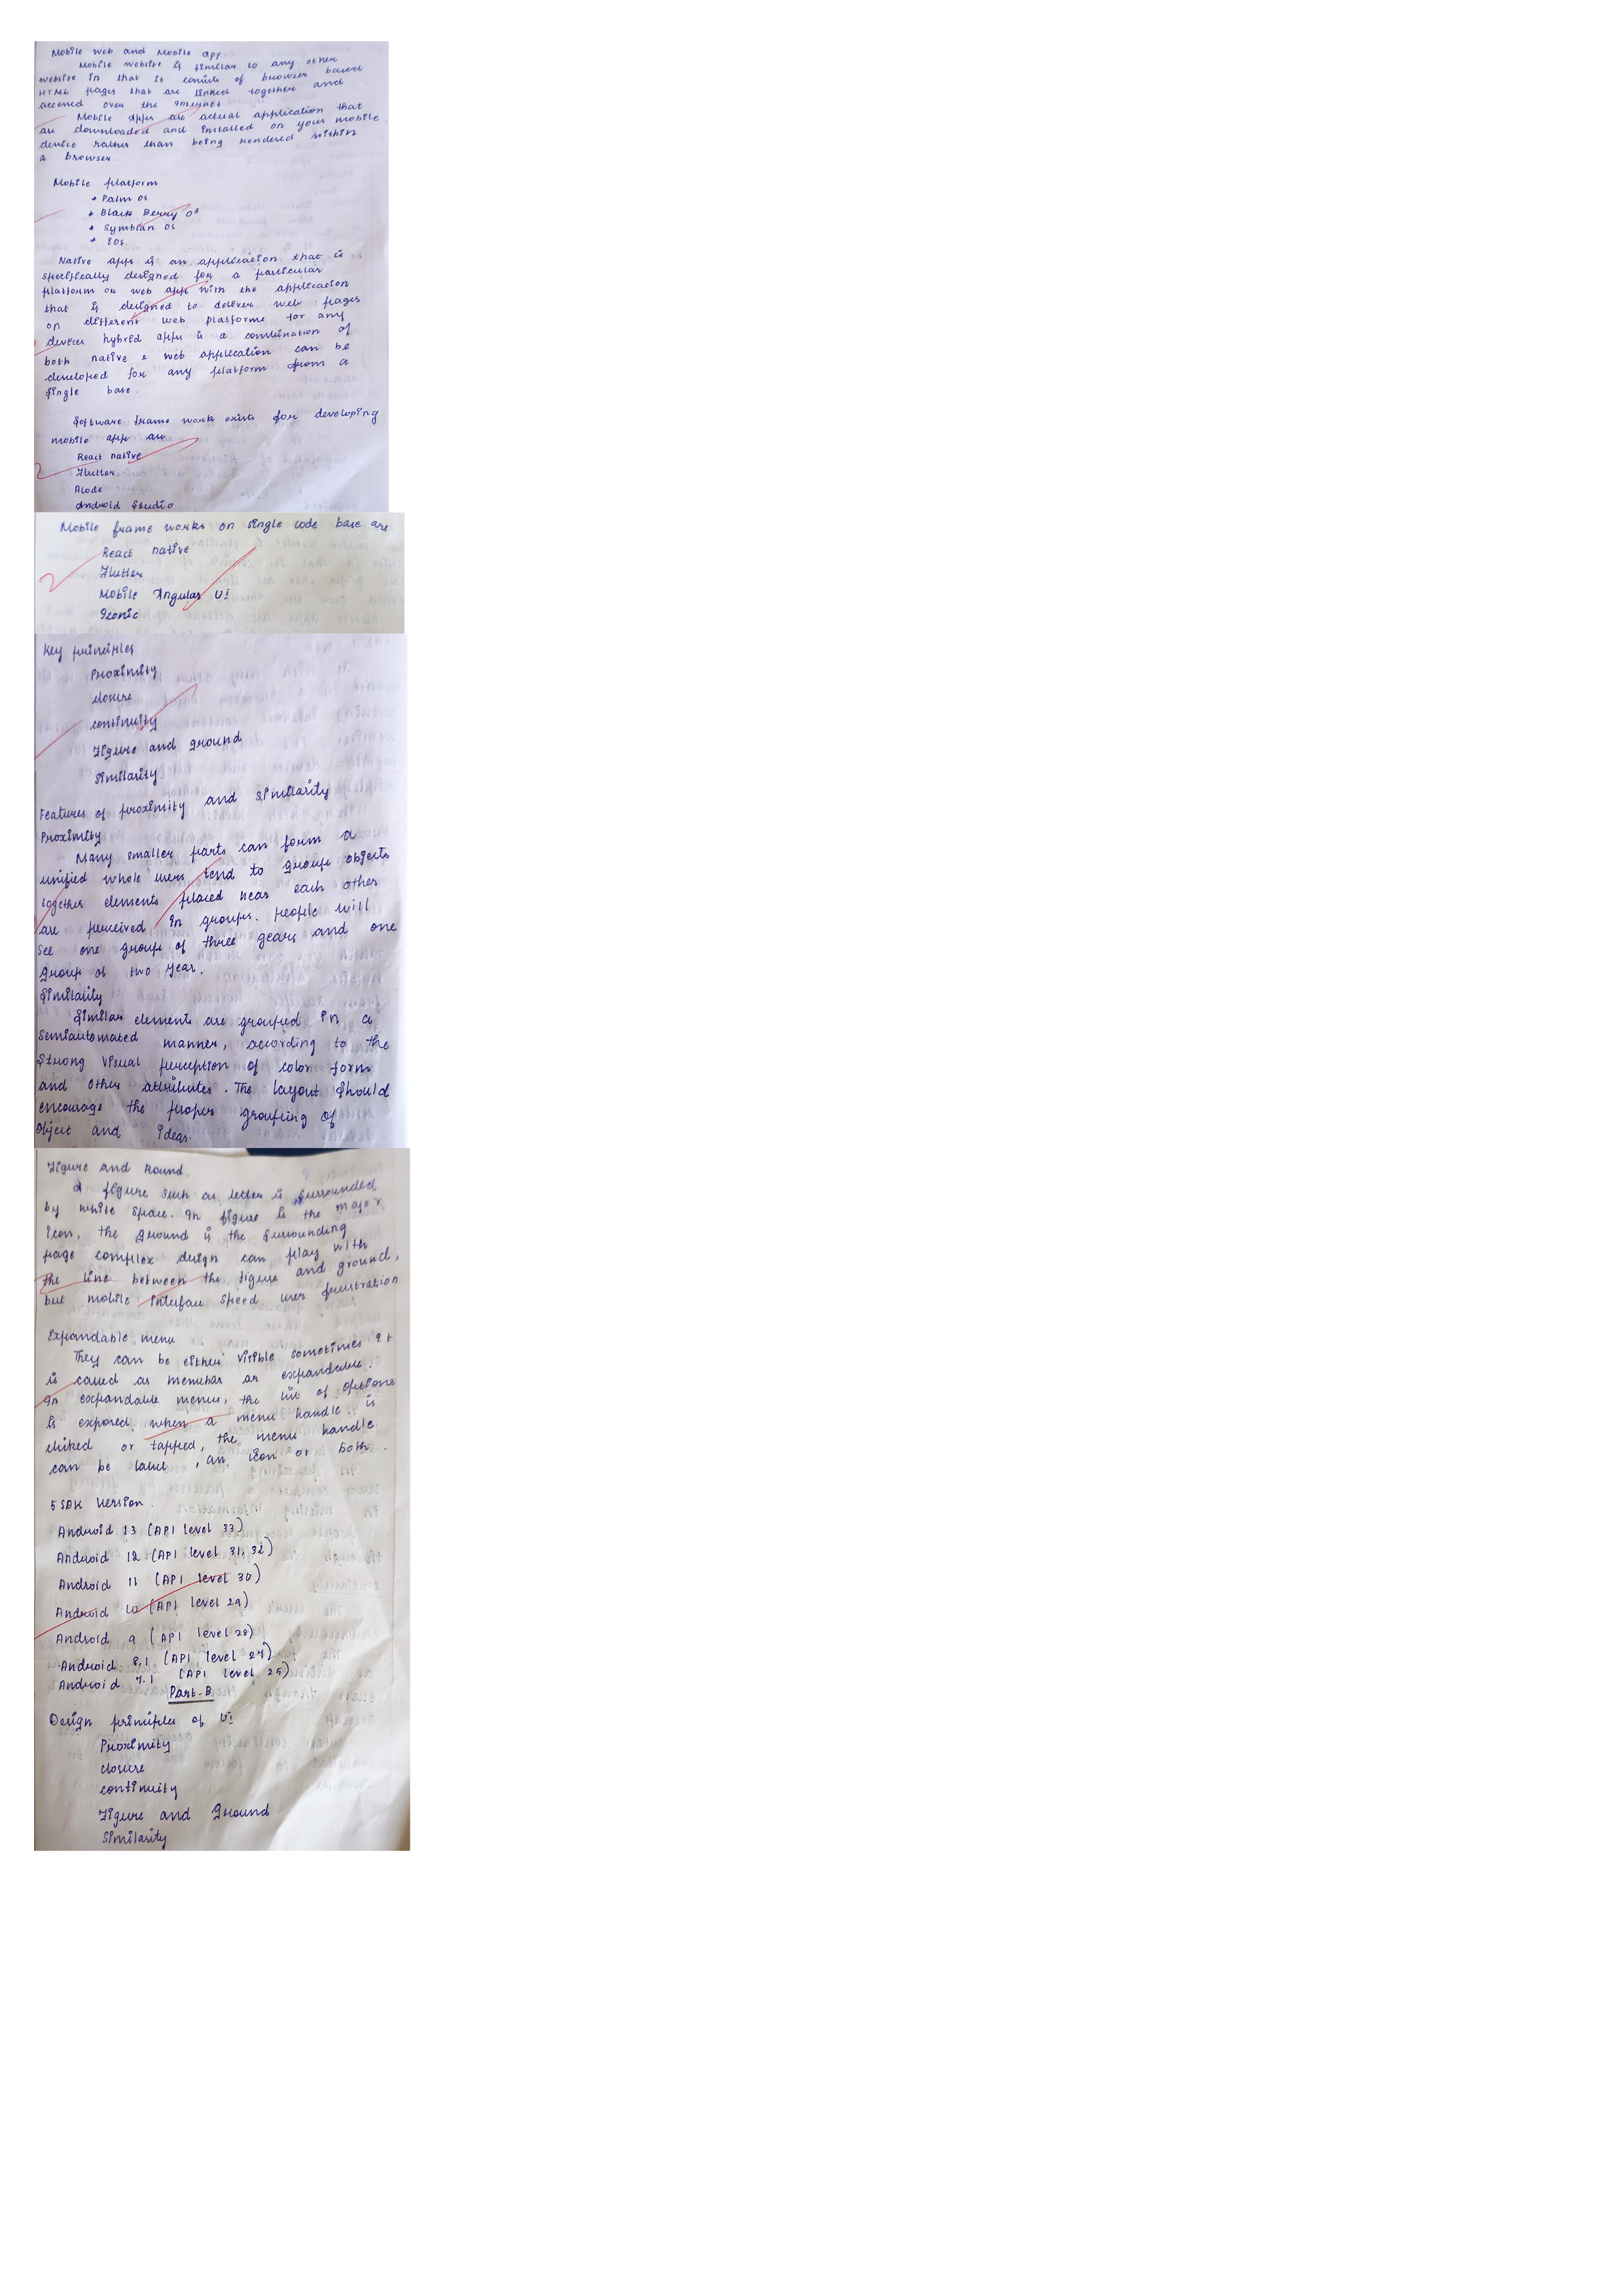 Mobile web and Mobile app.
Mobile website is similar to any other
website in that it consists of browser based
HTML pages that are linked together and
accessed over the Internet
Mobile apps are actual application that
are downloaded and installed on your mobile
device rather than being rendered within
a browser.
Mobile platform
* Palm OS
* Black Berry OS
* Symbian OS
* iOS
Native app is an application that is
specifically designed for a particular
platform or web app with the application
that is designed to deliver web pages
on different web platforms for any
devices hybrid apps is a combination of
both native & web application can be
developed for any platform from a
single base.
Software frame work exists for developing
mobile app are
React native
Flutter
Xcode
Android Studio
Mobile frame works on single code base are
React native
Flutter
Mobile Angular UI
Iconic
Key principles
Proximity
closure
continuity
Figure and ground
Similarity.
Features of proximity and similarity
Proximity
Many smaller parts can form a
unified whole users tend to group objects
together elements placed near each other
are perceived in groups. people will
see one group of three gears and one
group of two year.
Similarity
Similar elements are grouped in a
semiautomated manner, according to the
strong visual perception of color form
and other attributes. The layout should
encourage the proper grouping of
object and ideas.
Figure and Round.
A figure such as letter is surrounded
by white space. In figure is the major
icon, the ground is the surrounding
page complex design can play with
the line between the figure and ground,
but mobile interface speed user frustration
Expandable menu
They can be either visible sometimes it
is called as menubar or expandable.
In expandable menus, the list of options
is exposed when a menu handle is
clicked or tapped, the menu handle
can be label, an icon or both.
5 SDK Version.
Android 13 (API level 33)
Android 12 (API level 31, 32)
Android 11 (API level 30)
Android 10 (API level 29)
Android 9 (API level 28)
Android 8.1 (API level 27)
Android 7.1 (API level 25)
Part-B
Design principles of UI
Proximity
closure
continuity
Figure and Ground
Similarity